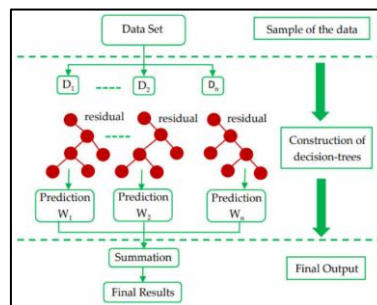 Data Set
Sample of the data
D1
D2
Dn
residual
residual
residual
Construction of
decision-trees
Prediction
W1
Prediction
W2
Prediction
Wn
Summation
Final Output
Final Results